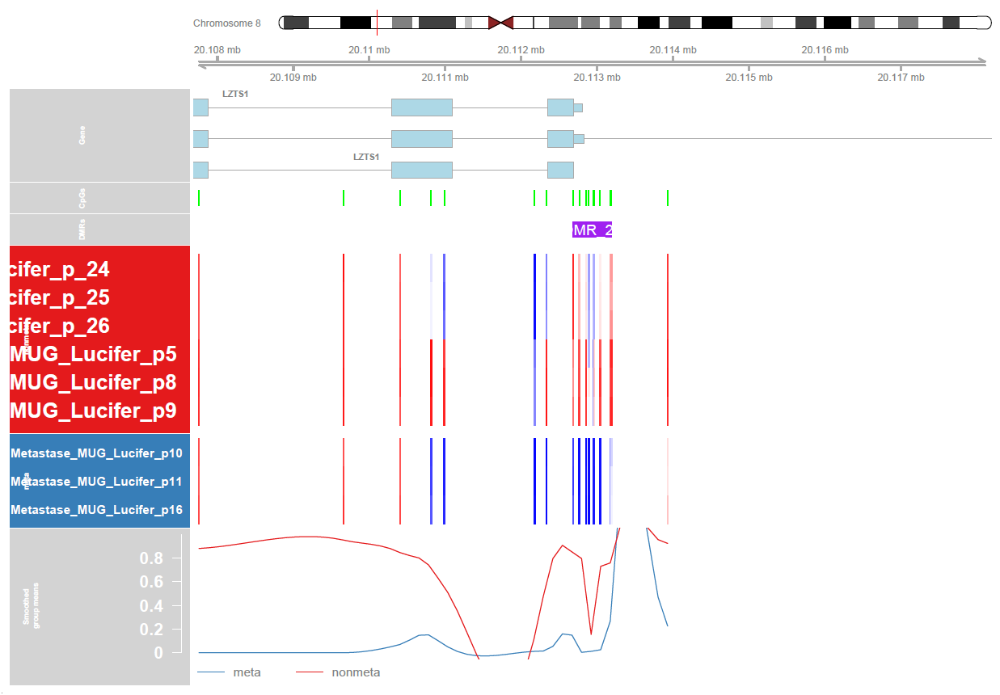 Chromosome 8
20.108 mb 20.11 mb 20.112 mb 20.114 mb 20.116 mb
20.109 mb 20.111 mb 20.113 mb 20.115 mb 20.117 mb
LZTS1
Gene
LZTS1
CpGs
DMRs
MR_2
cifer_p_24
cifer_p_25
cifer_p_26
MUG_Lucifer_p5
MUG_Lucifer_p8
MUG_Lucifer_p9
Metastase_MUG_Lucifer_p10
meta
Metastase_MUG_Lucifer_p11
Metastase_MUG_Lucifer_p16
Smoothed
group means
0.8
0.6
0.4
0.2
0
meta nonmeta